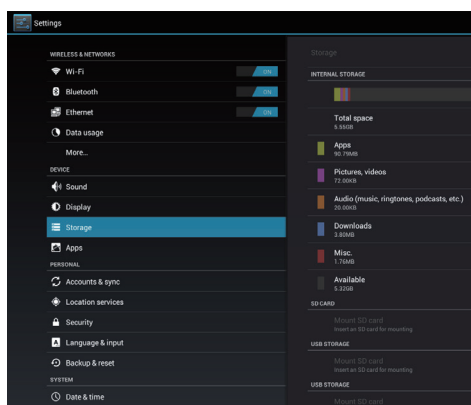 Settings
WIRELESS & NETWORKS
Wi-Fi
ON
Bluetooth
ON
Ethernet
ON
Data usage
More...
DEVICE
Sound
Display
Storage
Apps
PERSONAL
Accounts & sync
Location services
Security
A
Language & input
Backup & reset
SYSTEM
Date & time
Storage
INTERNAL STORAGE
Total space
5.55GB
Apps
90.79MB
Pictures, videos
72.00KB
Audio (music, ringtones, podcasts, etc.)
20.00KB
Downloads
3.80MB
Misc.
1.76MB
Available
5.32GB
SD CARD
Mount SD card
Insert an SD card for mounting
USB STORAGE
Mount SD card
Insert an SD card for mounting
USB STORAGE
Mount SD card